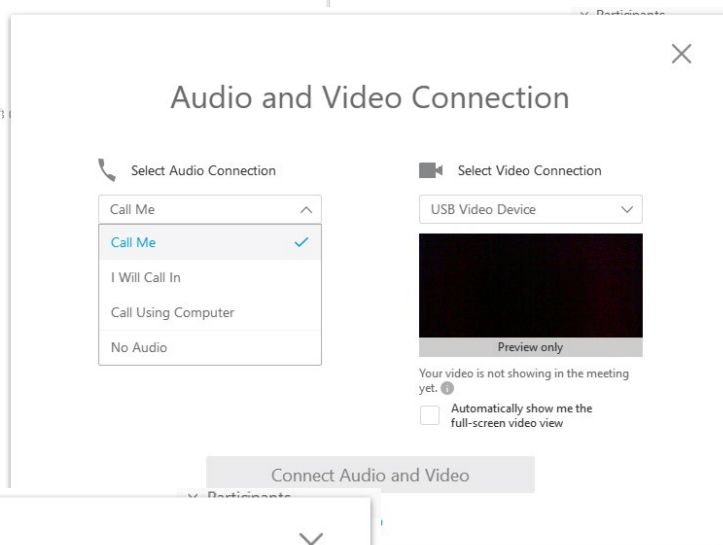 Participants
Audio and Video Connection
Select Audio Connection
Select Video Connection
Call Me
USB Video Device
Call Me
I Will Call In
Call Using Computer
No Audio
Preview only
Your video is not showing in the meeting
yet.
Automatically show me the
full-screen video view
Connect Audio and Video
Participants